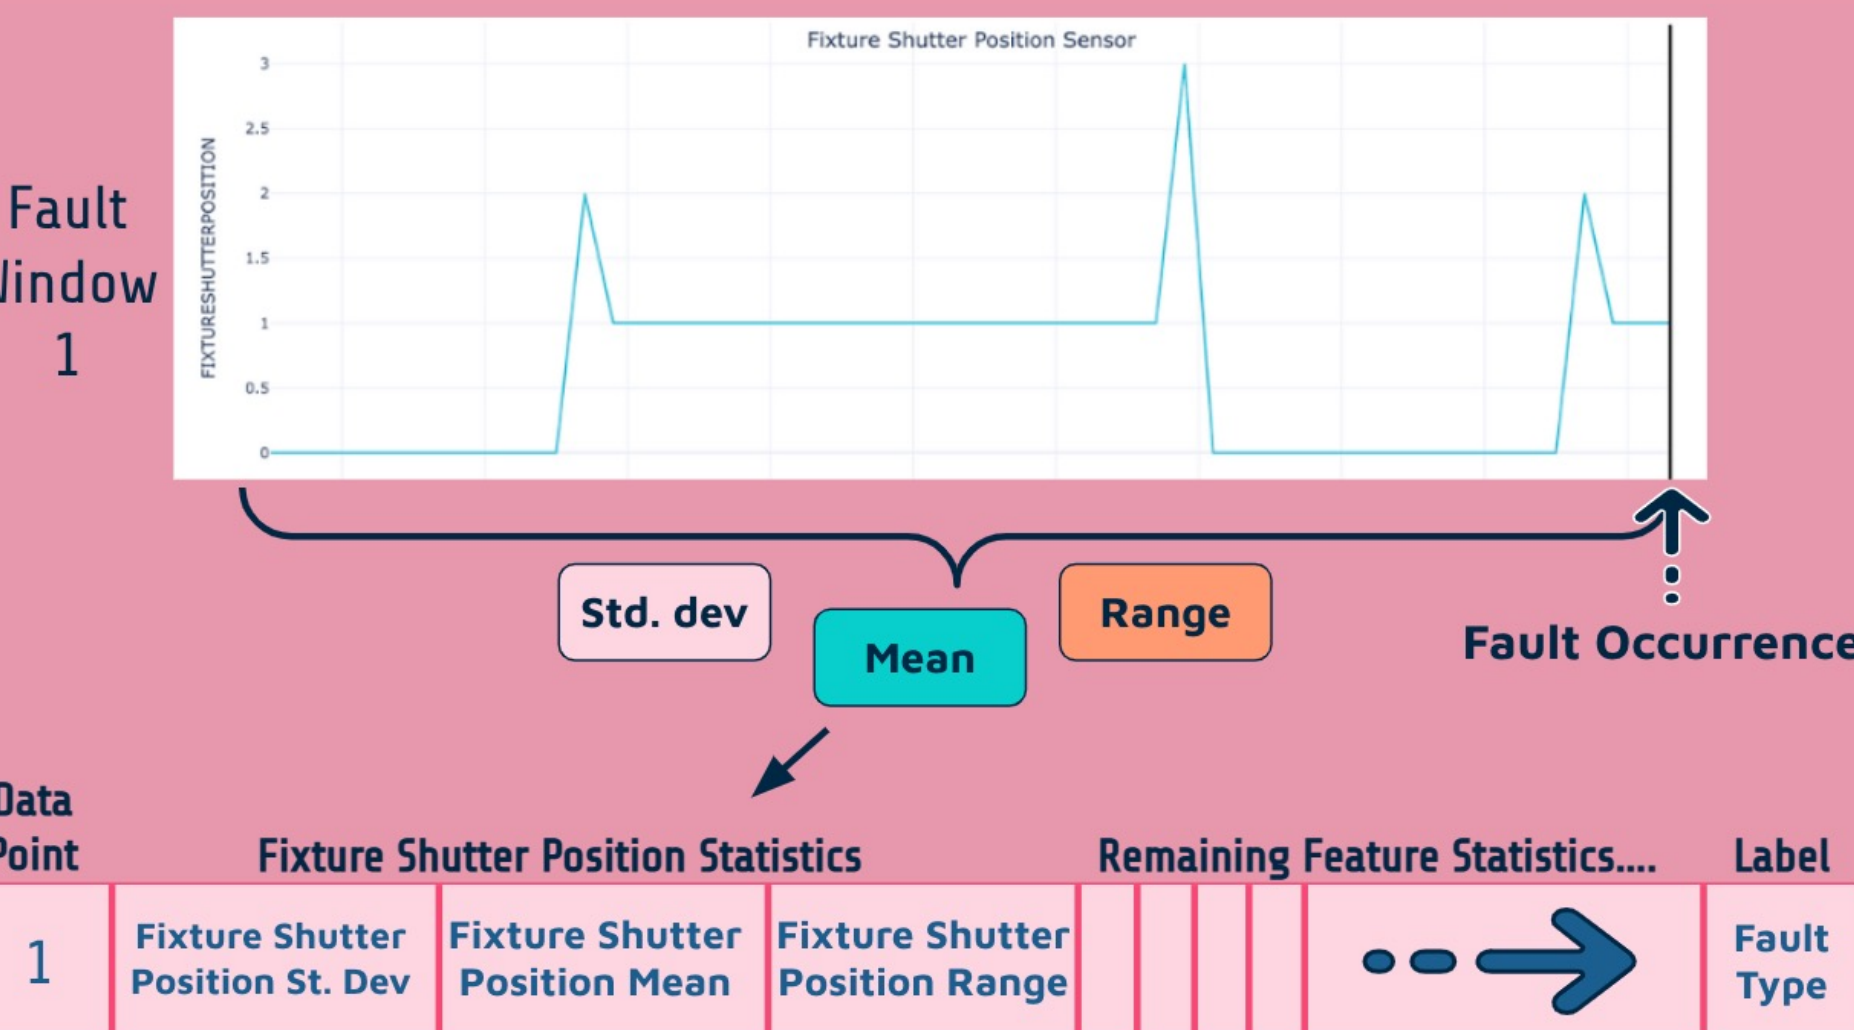 Fixture Shutter Position Sensor
3
2.5
2
1.5
1
0.5
0
FIXTURESHUTTERPOSITION
Fault
Window
1
Std. dev
Mean
Range
Fault Occurrence
Data
Point
Fixture Shutter Position Statistics
Remaining Feature Statistics....
Label
1
Fixture Shutter
Position St. Dev
Fixture Shutter
Position Mean
Fixture Shutter
Position Range
Fault
Type